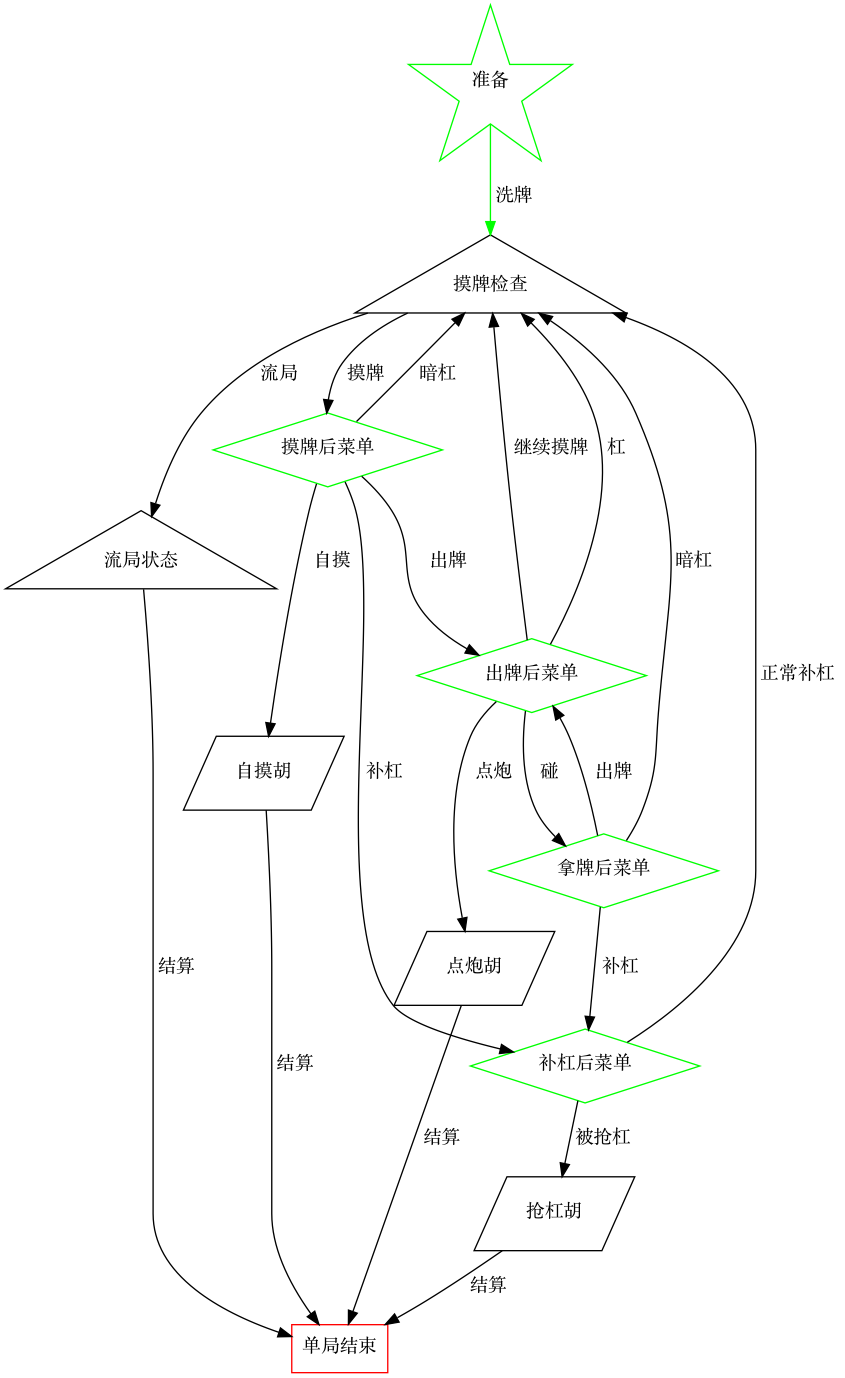 准备
洗牌
摸牌检查
流局
摸牌
暗杠
摸牌后菜单
继续摸牌
杠
流局状态
自摸
出牌
暗杠
出牌后菜单
正常补杠
自摸胡
补杠
点炮
碰
出牌
拿牌后菜单
结算
点炮胡
补杠
结算
补杠后菜单
结算
被抢杠
抢杠胡
结算
单局结束